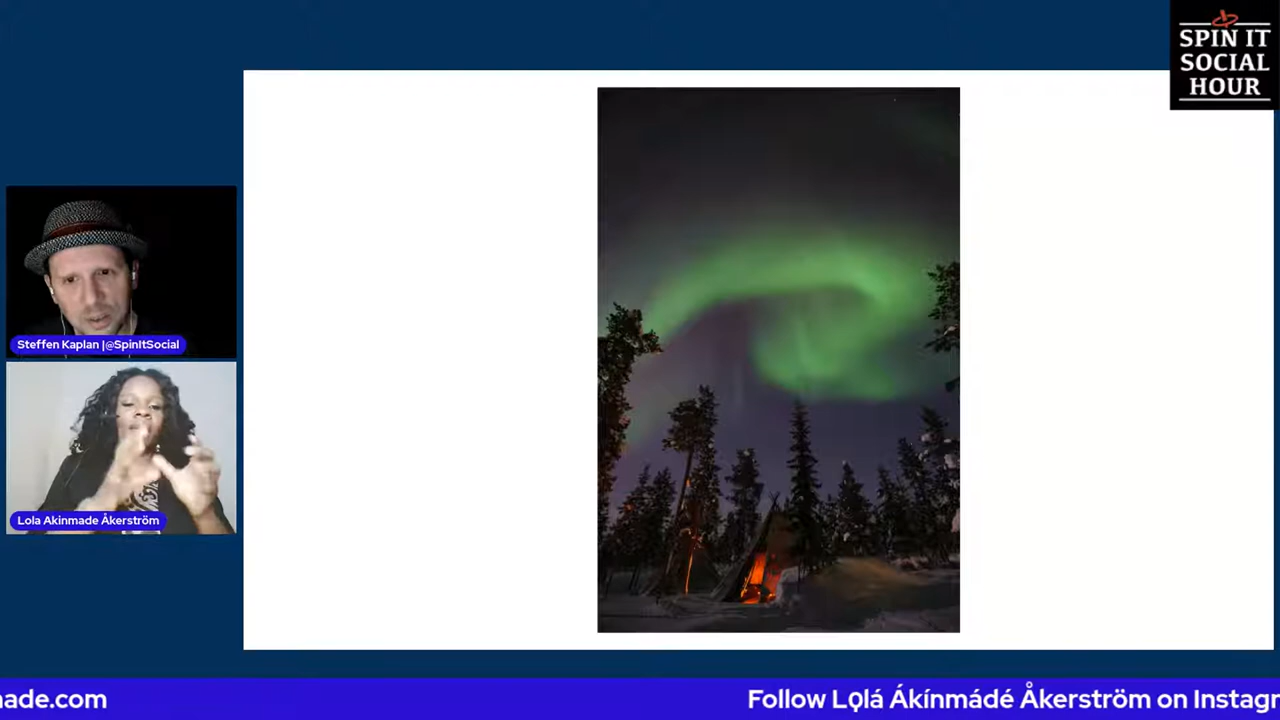 SPIN IT
SOCIAL
HOUR
Steffen Kaplan |@SpinItSocial
Lola Akinmade Åkerström
made.com
Follow Lọlá Ákínmádé Åkerström on Instagr